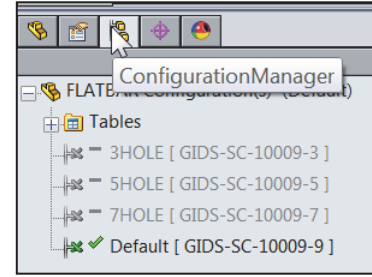 ConfigurationManager
FLATBAR Configuration(s) (Default)
Tables
3HOLE [ GIDS-SC-10009-3 ]
5HOLE [ GIDS-SC-10009-5 ]
7HOLE [ GIDS-SC-10009-7 ]
Default [ GIDS-SC-10009-9 ]